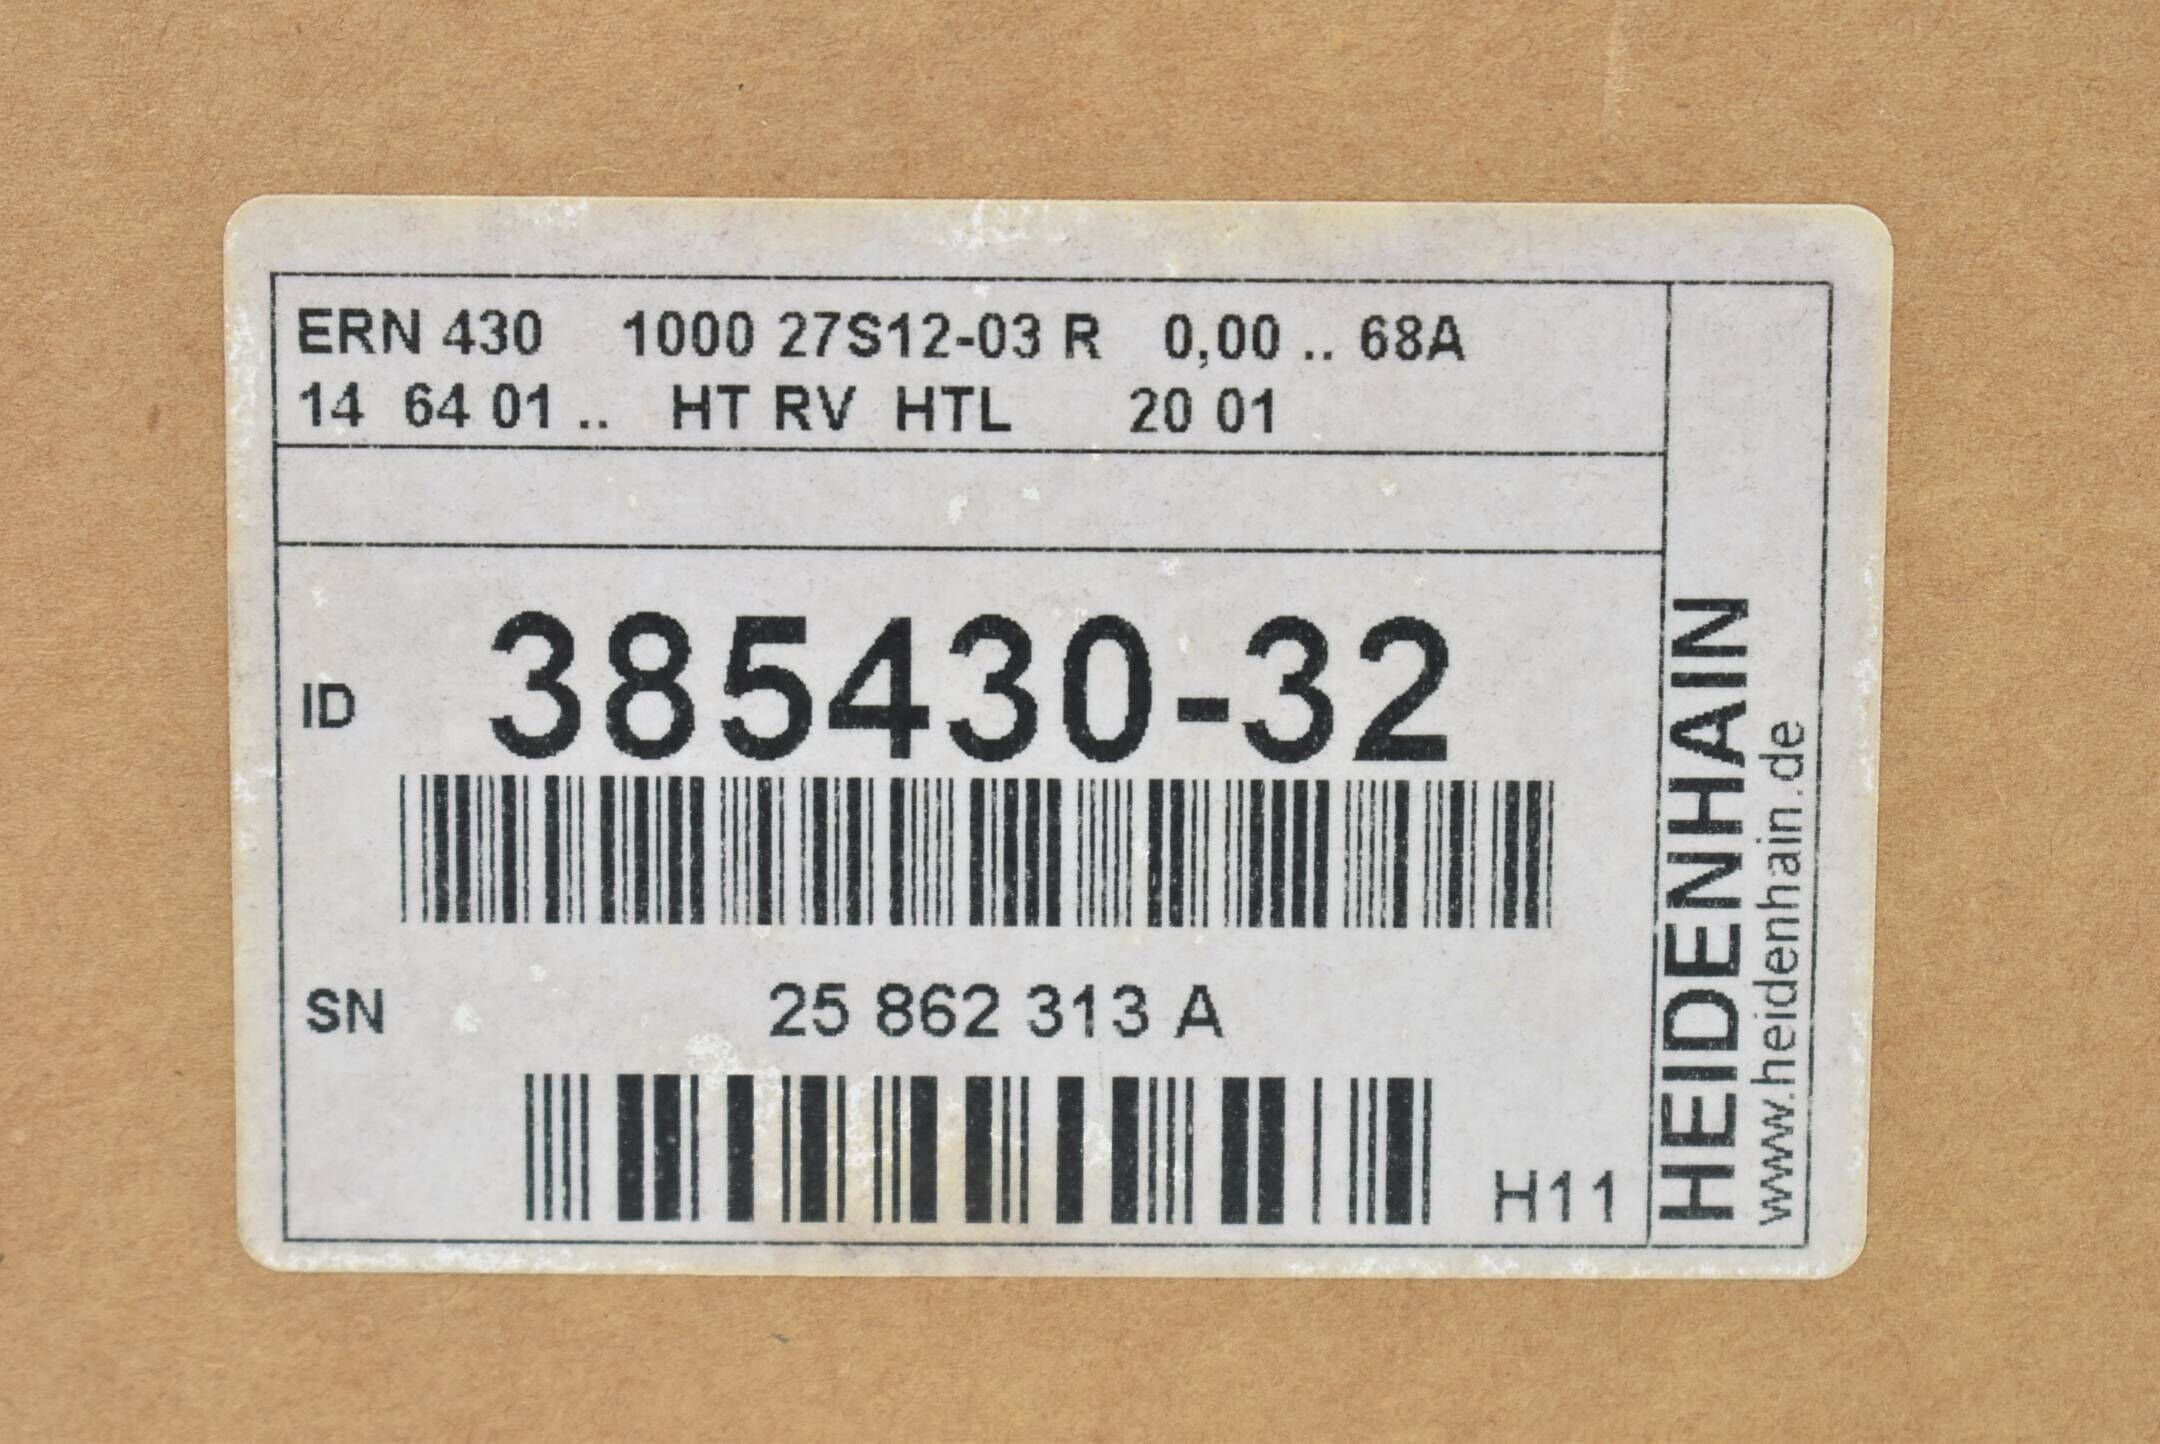 ERN 430 1000 27S12-03 R 0,00 .. 68A
14 64 01 .. HT RV HTL 20 01
ID 385430-32
SN 25 862 313 A
H11
HEIDENHAIN
www.heidenhain.de